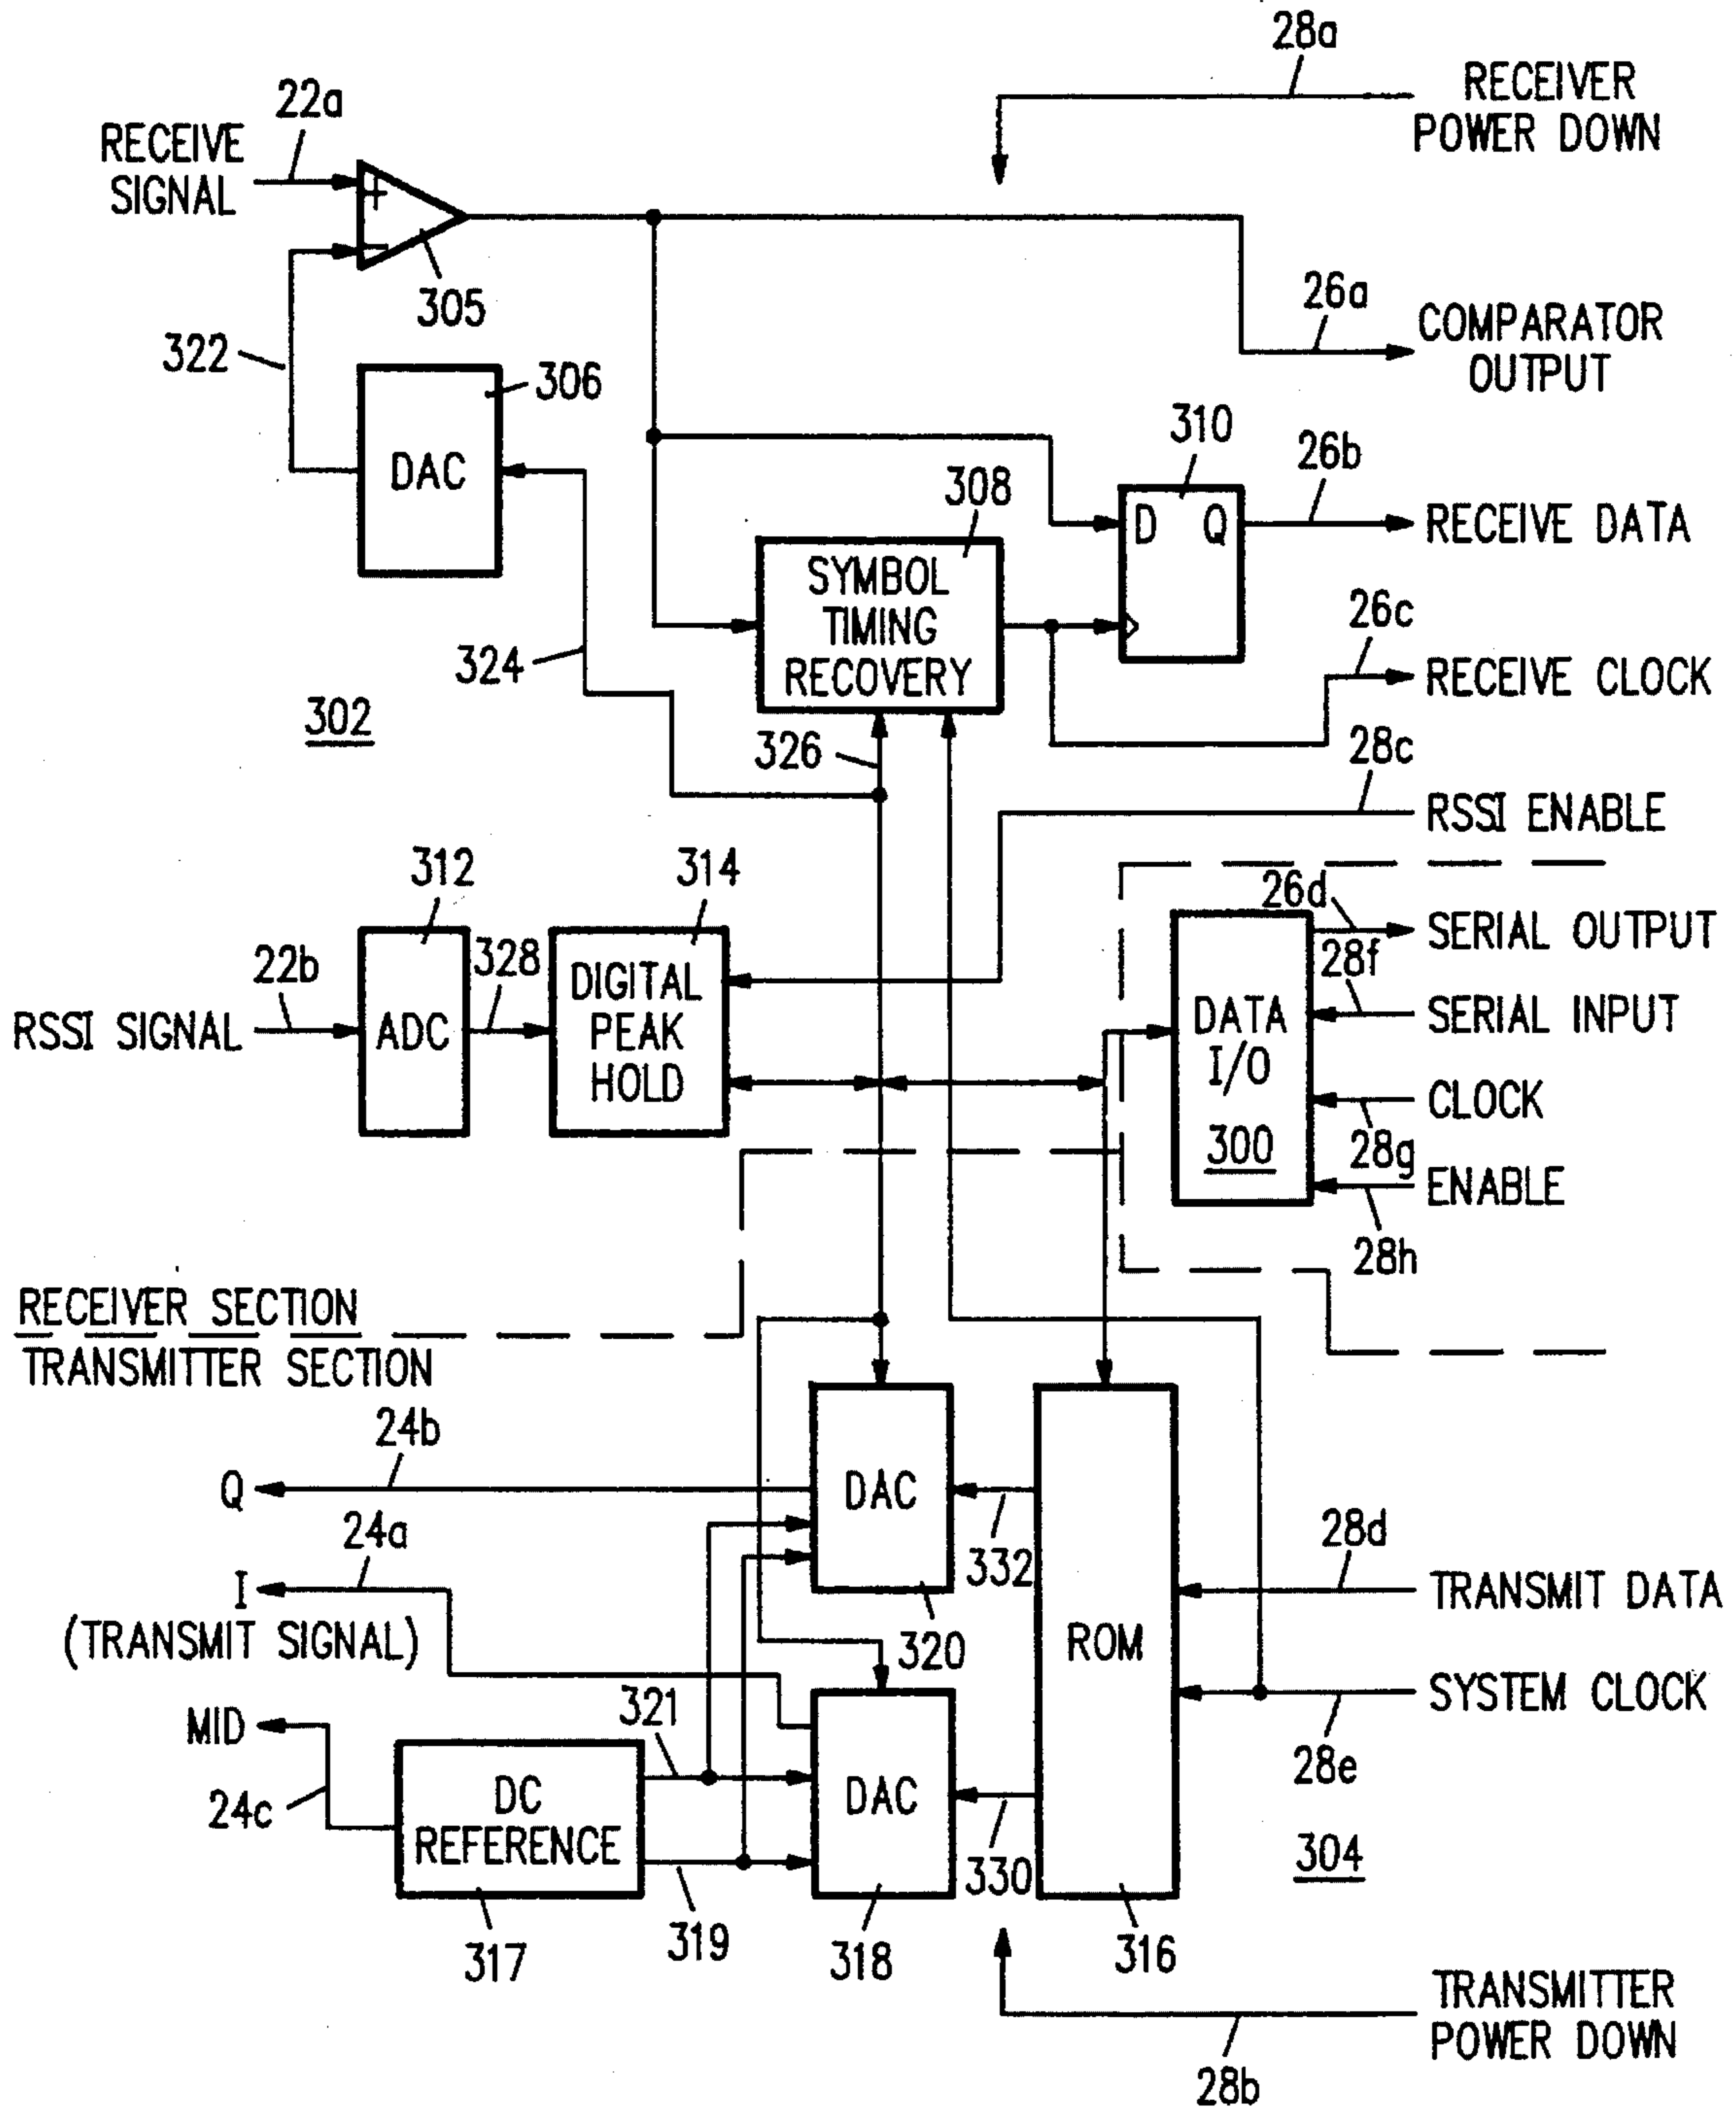 28a
RECEIVER
POWER DOWN
22a
RECEIVE
SIGNAL
+
−
305
26a
COMPARATOR
OUTPUT
322
306
DAC
310
26b
D Q
RECEIVE DATA
308
SYMBOL
TIMING
RECOVERY
26c
RECEIVE CLOCK
324
302
326
28c
RSSI ENABLE
312
314
26d
SERIAL OUTPUT
22b
328
DIGITAL
PEAK
HOLD
28f
RSSI SIGNAL
ADC
DATA
I/O
300
SERIAL INPUT
CLOCK
28g
ENABLE
28h
RECEIVER SECTION
TRANSMITTER SECTION
24b
Q
DAC
332
28d
24a
I
(TRANSMIT SIGNAL)
320
ROM
TRANSMIT DATA
SYSTEM CLOCK
28e
MID
321
24c
DC
REFERENCE
DAC
330
304
317
319
318
316
TRANSMITTER
POWER DOWN
28b